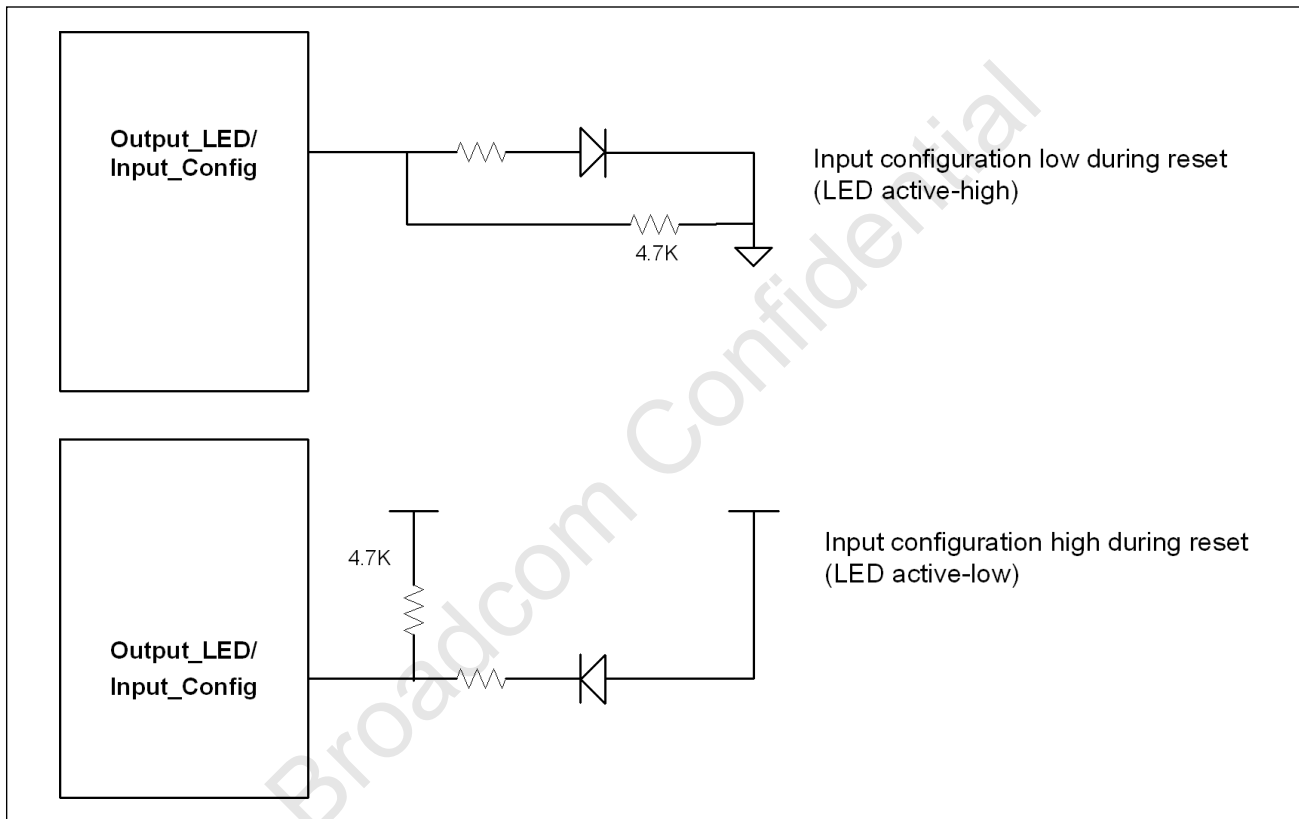 Output_LED/
Input_Config
Input configuration low during reset
(LED active-high)
4.7K
4.7K
Input configuration high during reset
(LED active-low)
Output_LED/
Input_Config
Broadcom Confidential